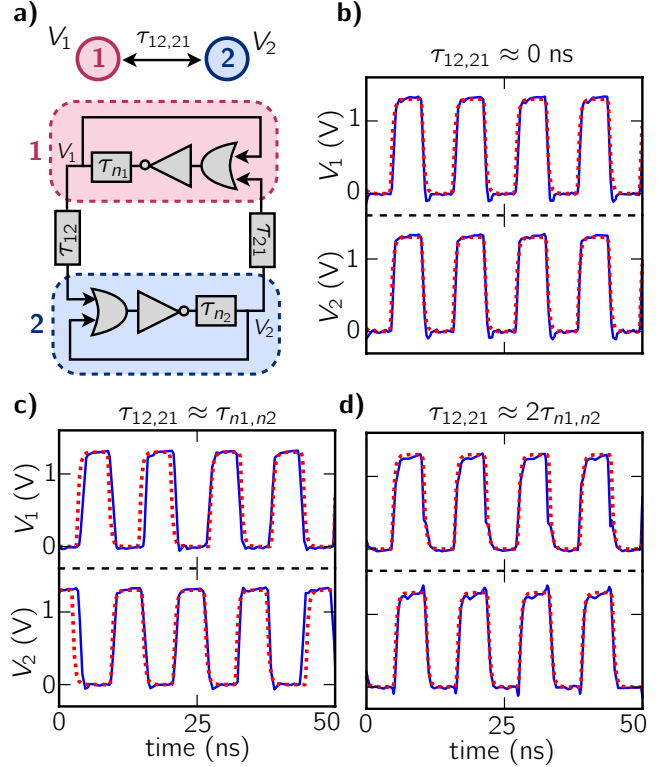 a)
V₁ τ₁₂,₂₁ V₂
1 2
1
V₁ τn₁
τ₁₂ τ₂₁
2
τn₂ V₂
b)
τ₁₂,₂₁ ≈ 0 ns
V₁ (V)
1
0
V₂ (V)
1
0
c)
τ₁₂,₂₁ ≈ τn1,n2
V₁ (V)
1
0
V₂ (V)
1
0
0 25 50
time (ns)
d)
τ₁₂,₂₁ ≈ 2τn1,n2
0 25 50
time (ns)